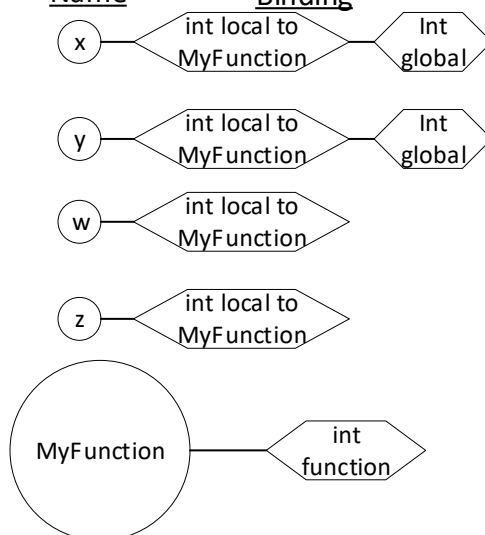 Name Binding
x int local to MyFunction Int global
y int local to MyFunction Int global
w int local to MyFunction
z int local to MyFunction
MyFunction int function